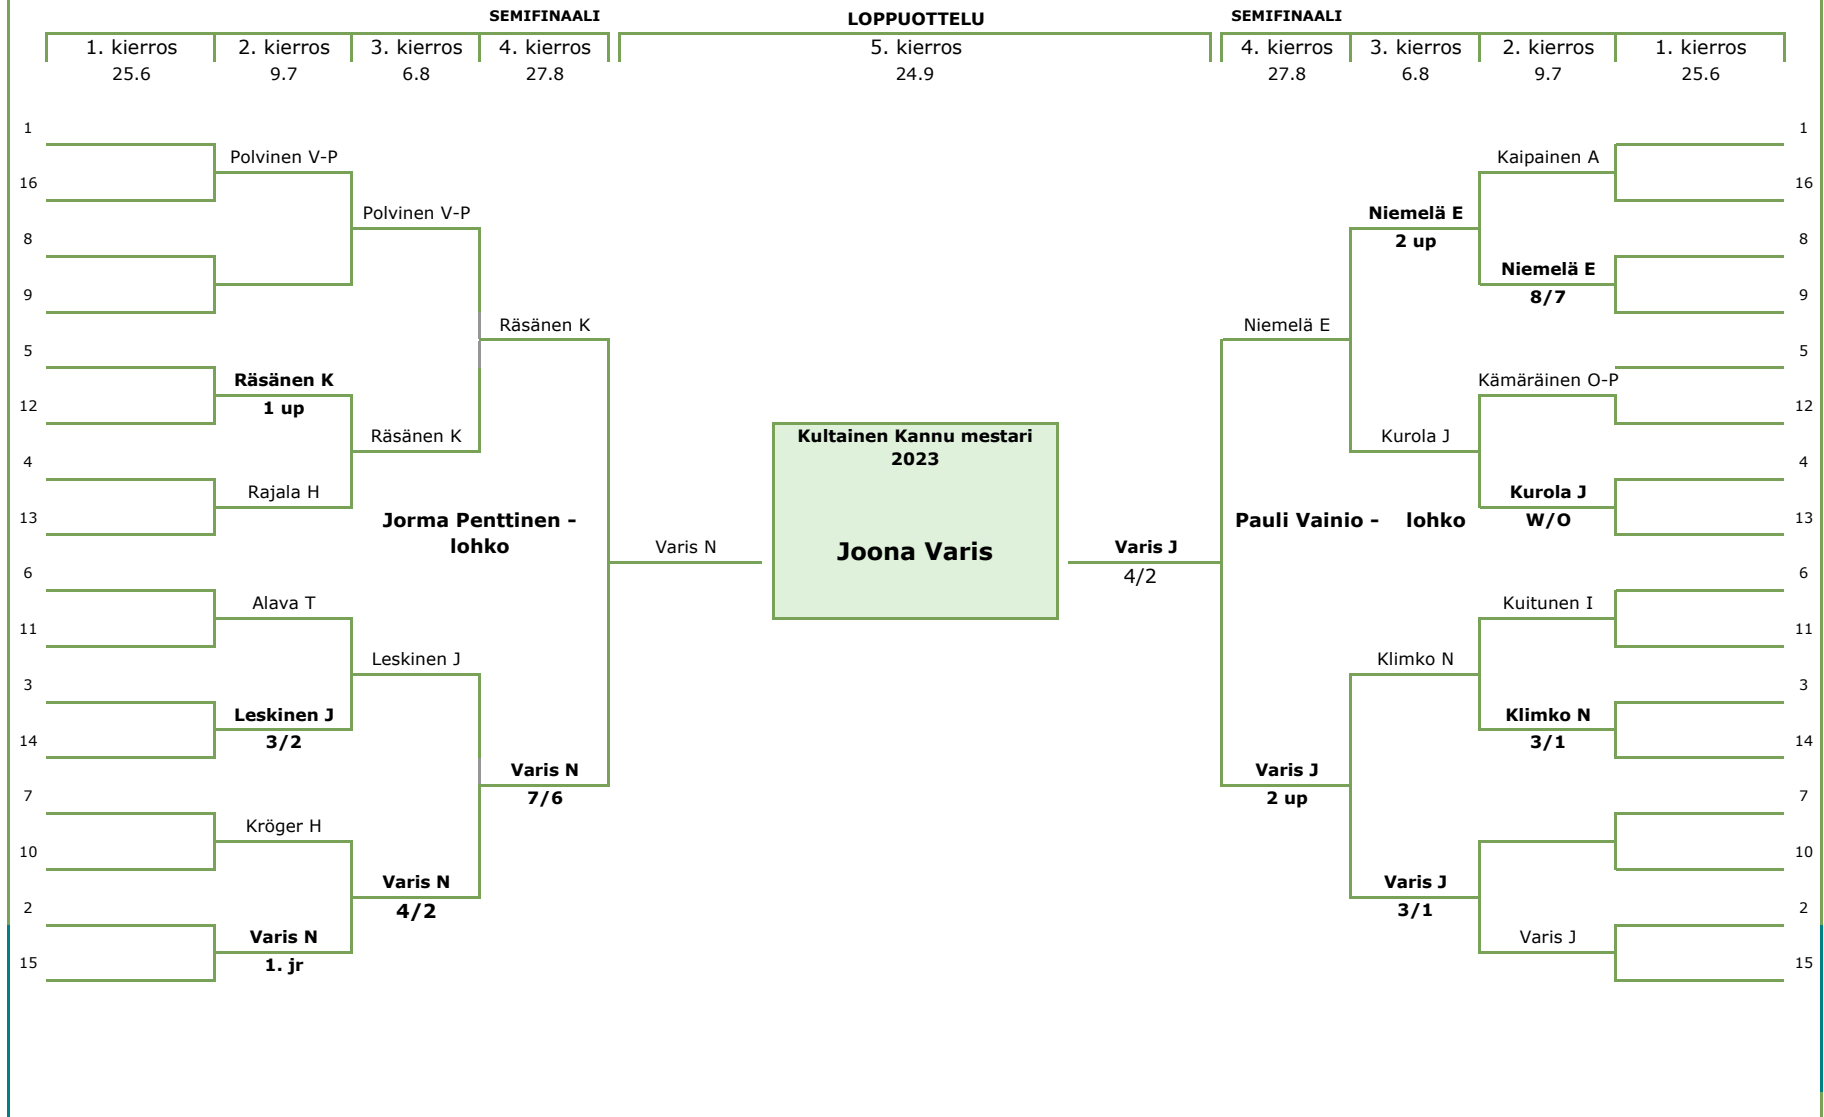 SEMIFINAALI
LOPPUOTTELU
SEMIFINAALI
1. kierros 2. kierros 3. kierros 4. kierros 5. kierros 4. kierros 3. kierros 2. kierros 1. kierros
25.6 9.7 6.8 27.8 24.9 27.8 6.8 9.7 25.6
1
Polvinen V-P
16
Polvinen V-P
8
9
Räsänen K
5
Räsänen K
1 up
12
Räsänen K
4
Rajala H
13
Jorma Penttinen -
lohko
Varis N
6
Alava T
11
Leskinen J
3
Leskinen J
3/2
14
Varis N
7/6
7
Kröger H
10
Varis N
4/2
2
Varis N
1. jr
15
Kultainen Kannu mestari
2023
Joona Varis
Varis J
4/2
1
Kaipainen A
16
Niemelä E
2 up
8
Niemelä E
8/7
9
Niemelä E
5
Kämäräinen O-P
12
Kurola J
4
Kurola J
W/O
13
Pauli Vainio - lohko
6
Kuitunen I
11
Klimko N
3
Klimko N
3/1
14
Varis J
2 up
7
10
Varis J
3/1
2
Varis J
15